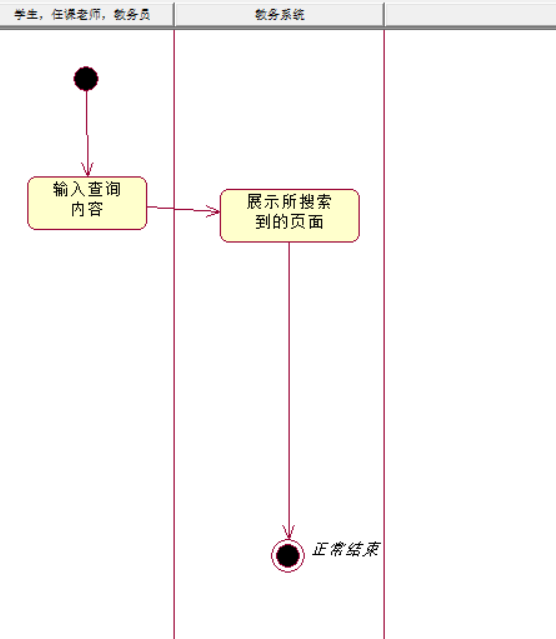 学生，任课老师，教务员
教务系统
输入查询
内容
展示所搜索
到的页面
正常结束